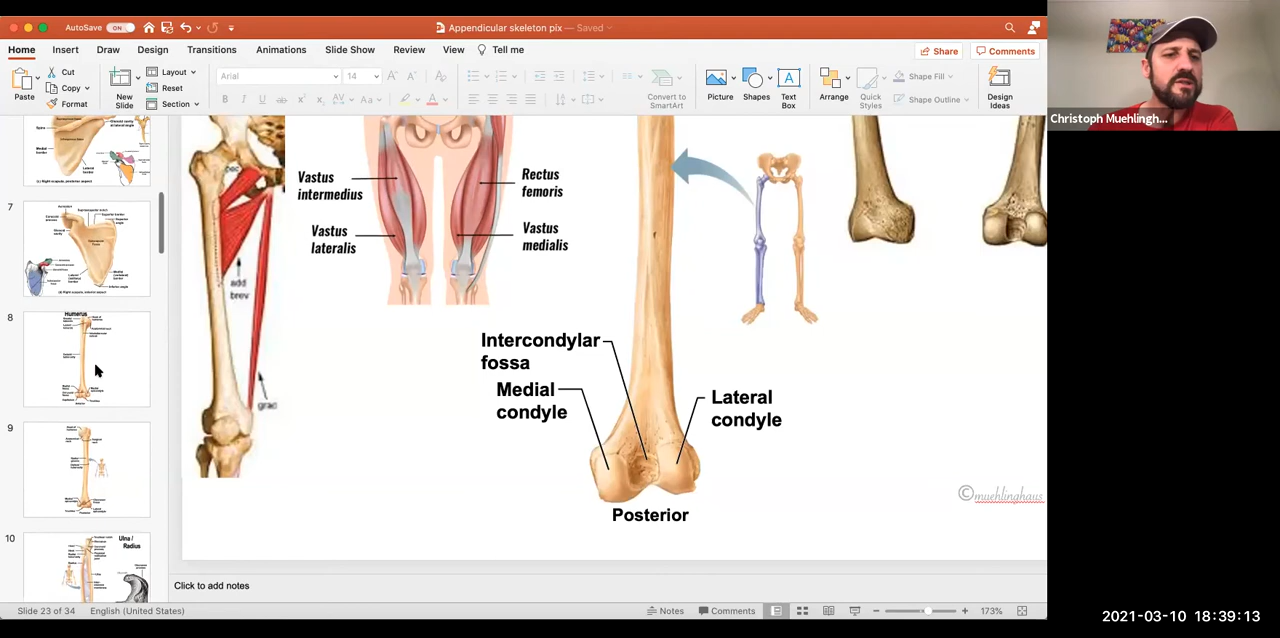 AutoSave ON
Appendicular skeleton pix — Saved
Home Insert Draw Design Transitions Animations Slide Show Review View Tell me
Share Comments
Paste
Cut
Copy
Format
New
Slide
Layout
Reset
Section
Arial 14
Convert to
SmartArt
Picture
Shapes
Text
Box
Arrange
Quick
Styles
Shape Fill
Shape Outline
Design
Ideas
Christoph Muehlingh...
7
8
Humerus
9
10
Ulna /
Radius
pec
add
brev
grac
Vastus
intermedius
Vastus
lateralis
Rectus
femoris
Vastus
medialis
Intercondylar
fossa
Medial
condyle
Lateral
condyle
Posterior
©muehlinghaus
Click to add notes
Slide 23 of 34 English (United States)
Notes Comments 173%
2021-03-10 18:39:13